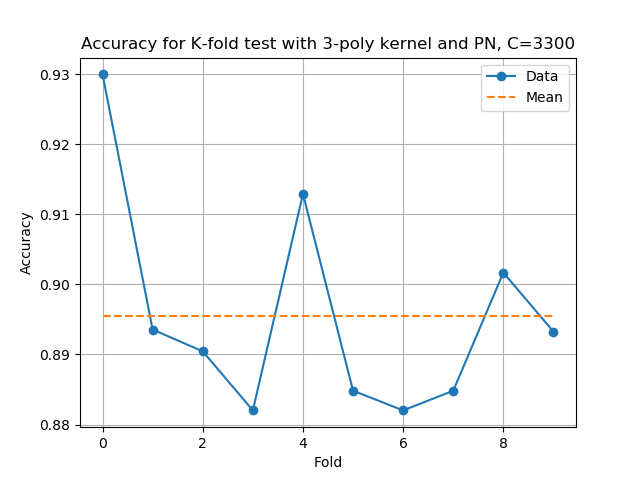 Accuracy for K-fold test with 3-poly kernel and PN, C=3300
Data
Mean
0.93
0.92
0.91
0.90
0.89
0.88
Accuracy
0 2 4 6 8
Fold